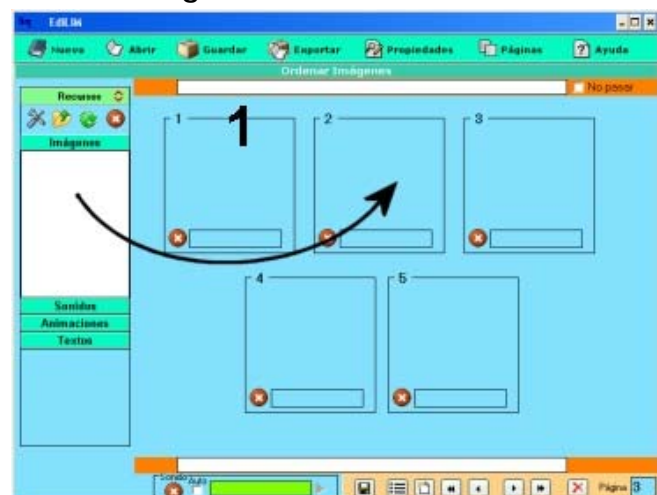 EdiLIM
Nuevo Abrir Guardar Exportar Propiedades Páginas Ayuda
Ordenar Imágenes
Recursos No pasar
Imágenes
1 1 2 3
4 5
Sonidos
Animaciones
Textos
Sonido Auto
Página 3